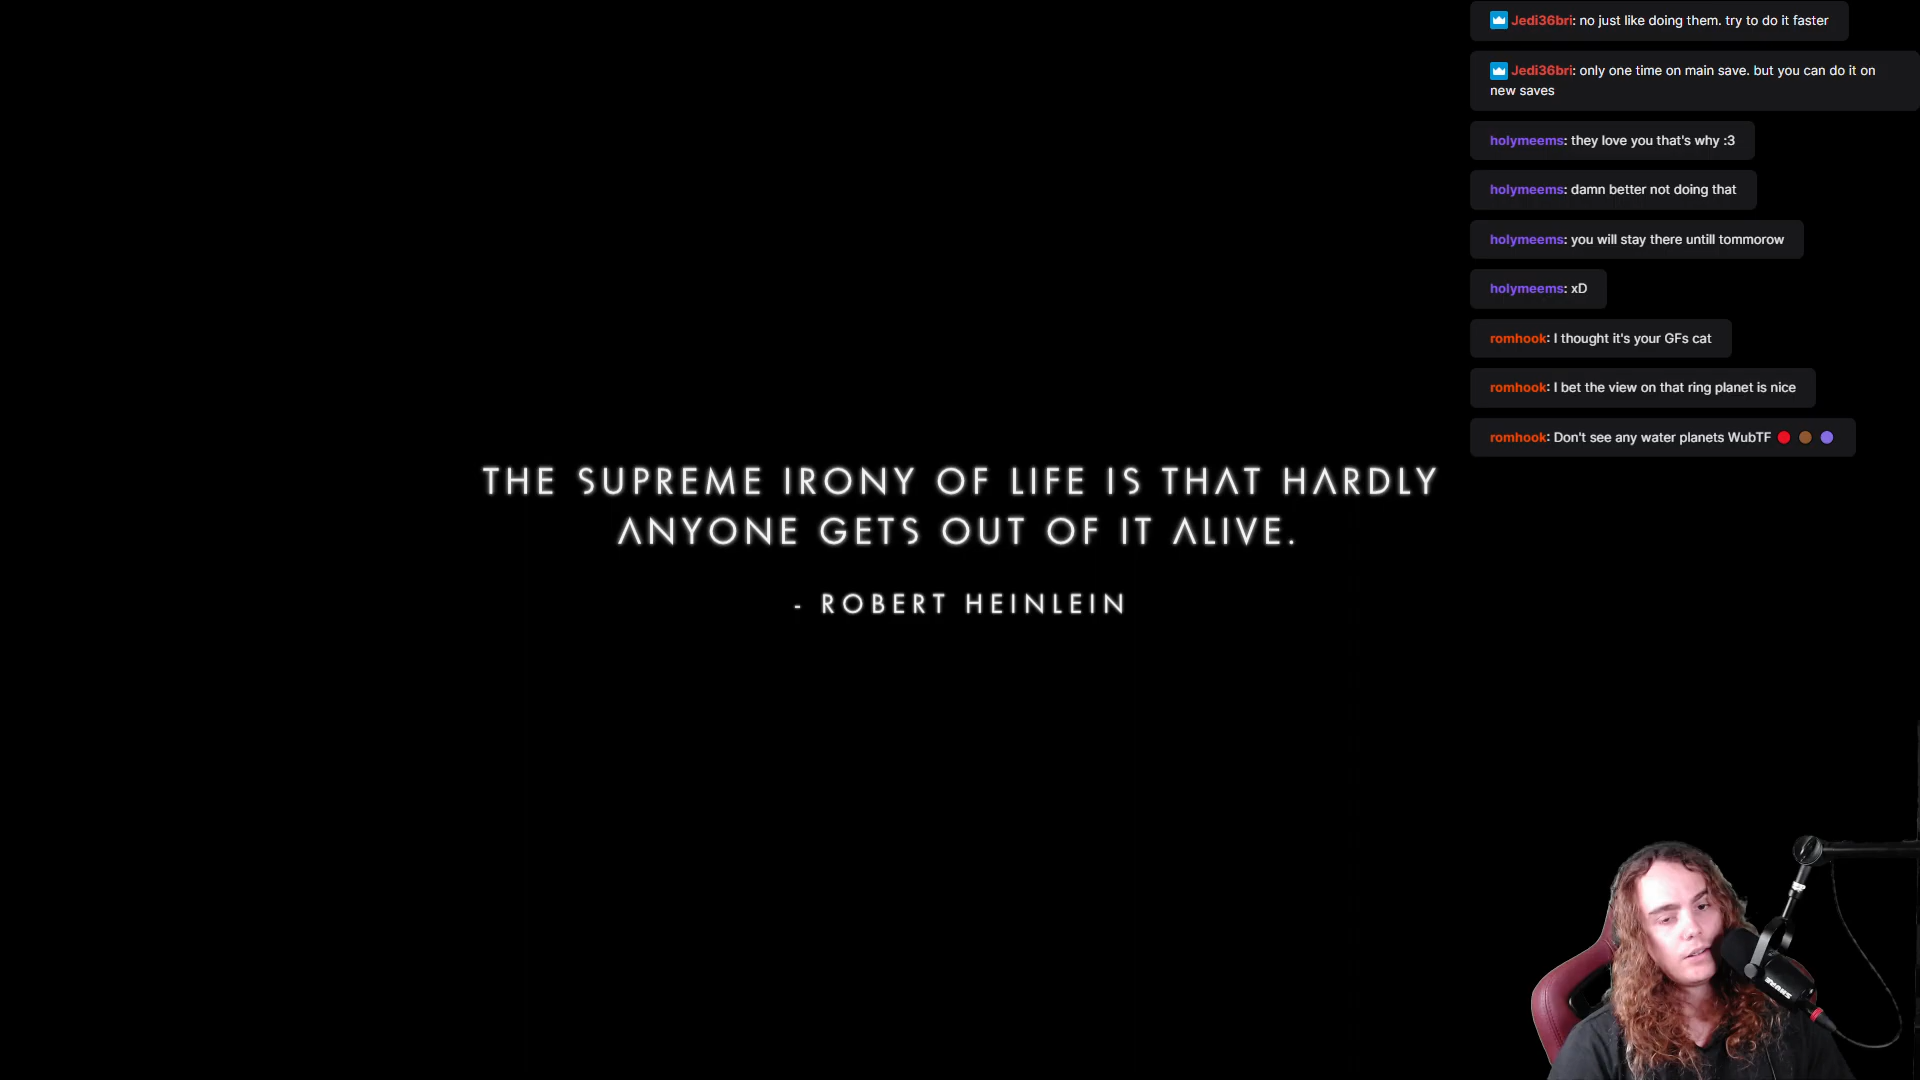 Jedi36bri: no just like doing them. try to do it faster
Jedi36bri: only one time on main save. but you can do it on
new saves
holymeems: they love you that's why :3
holymeems: damn better not doing that
holymeems: you will stay there untill tommorow
holymeems: xD
romhook: I thought it's your GFs cat
romhook: I bet the view on that ring planet is nice
romhook: Don't see any water planets WubTF
THE SUPREME IRONY OF LIFE IS THAT HARDLY
ANYONE GETS OUT OF IT ALIVE.
- ROBERT HEINLEIN
SHURE